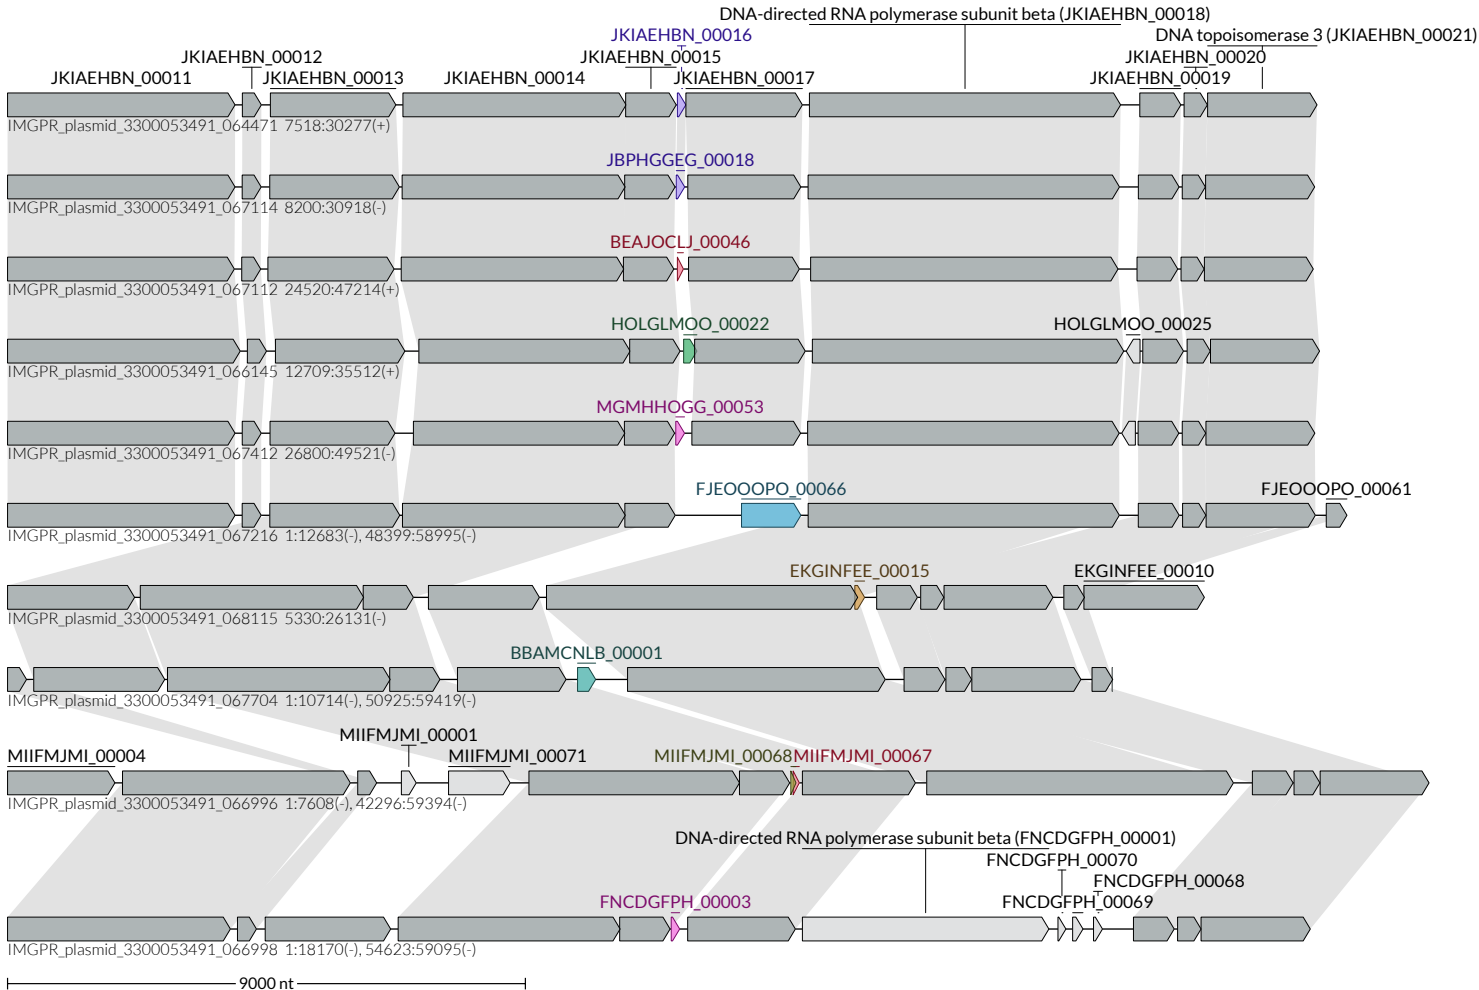 DNA-directed RNA polymerase subunit beta (JKIAEHBN_00018)
JKIAEHBN_00016
DNA topoisomerase 3 (JKIAEHBN_00021)
JKIAEHBN_00012
JKIAEHBN_00015
JKIAEHBN_00020
JKIAEHBN_00011
JKIAEHBN_00013
JKIAEHBN_00014
JKIAEHBN_00017
JKIAEHBN_00019
IMGPR_plasmid_3300053491_064471 7518:30277(+)
JBPHGGEG_00018
IMGPR_plasmid_3300053491_067114 8200:30918(-)
BEAJOCLJ_00046
IMGPR_plasmid_3300053491_067112 24520:47214(+)
HOLGLMOO_00022
HOLGLMOO_00025
IMGPR_plasmid_3300053491_066145 12709:35512(+)
MGMHHOGG_00053
IMGPR_plasmid_3300053491_067412 26800:49521(-)
FJEOOOPO_00066
FJEOOOPO_00061
IMGPR_plasmid_3300053491_067216 1:12683(-), 48399:58995(-)
EKGINFEE_00015
EKGINFEE_00010
IMGPR_plasmid_3300053491_068115 5330:26131(-)
BBAMCNLB_00001
IMGPR_plasmid_3300053491_067704 1:10714(-), 50925:59419(-)
MIIFMJMI_00001
MIIFMJMI_00004
MIIFMJMI_00071
MIIFMJMI_00068
MIIFMJMI_00067
IMGPR_plasmid_3300053491_066996 1:7608(-), 42296:59394(-)
DNA-directed RNA polymerase subunit beta (FNCDGFPH_00001)
FNCDGFPH_00070
FNCDGFPH_00068
FNCDGFPH_00003
FNCDGFPH_00069
IMGPR_plasmid_3300053491_066998 1:18170(-), 54623:59095(-)
9000 nt